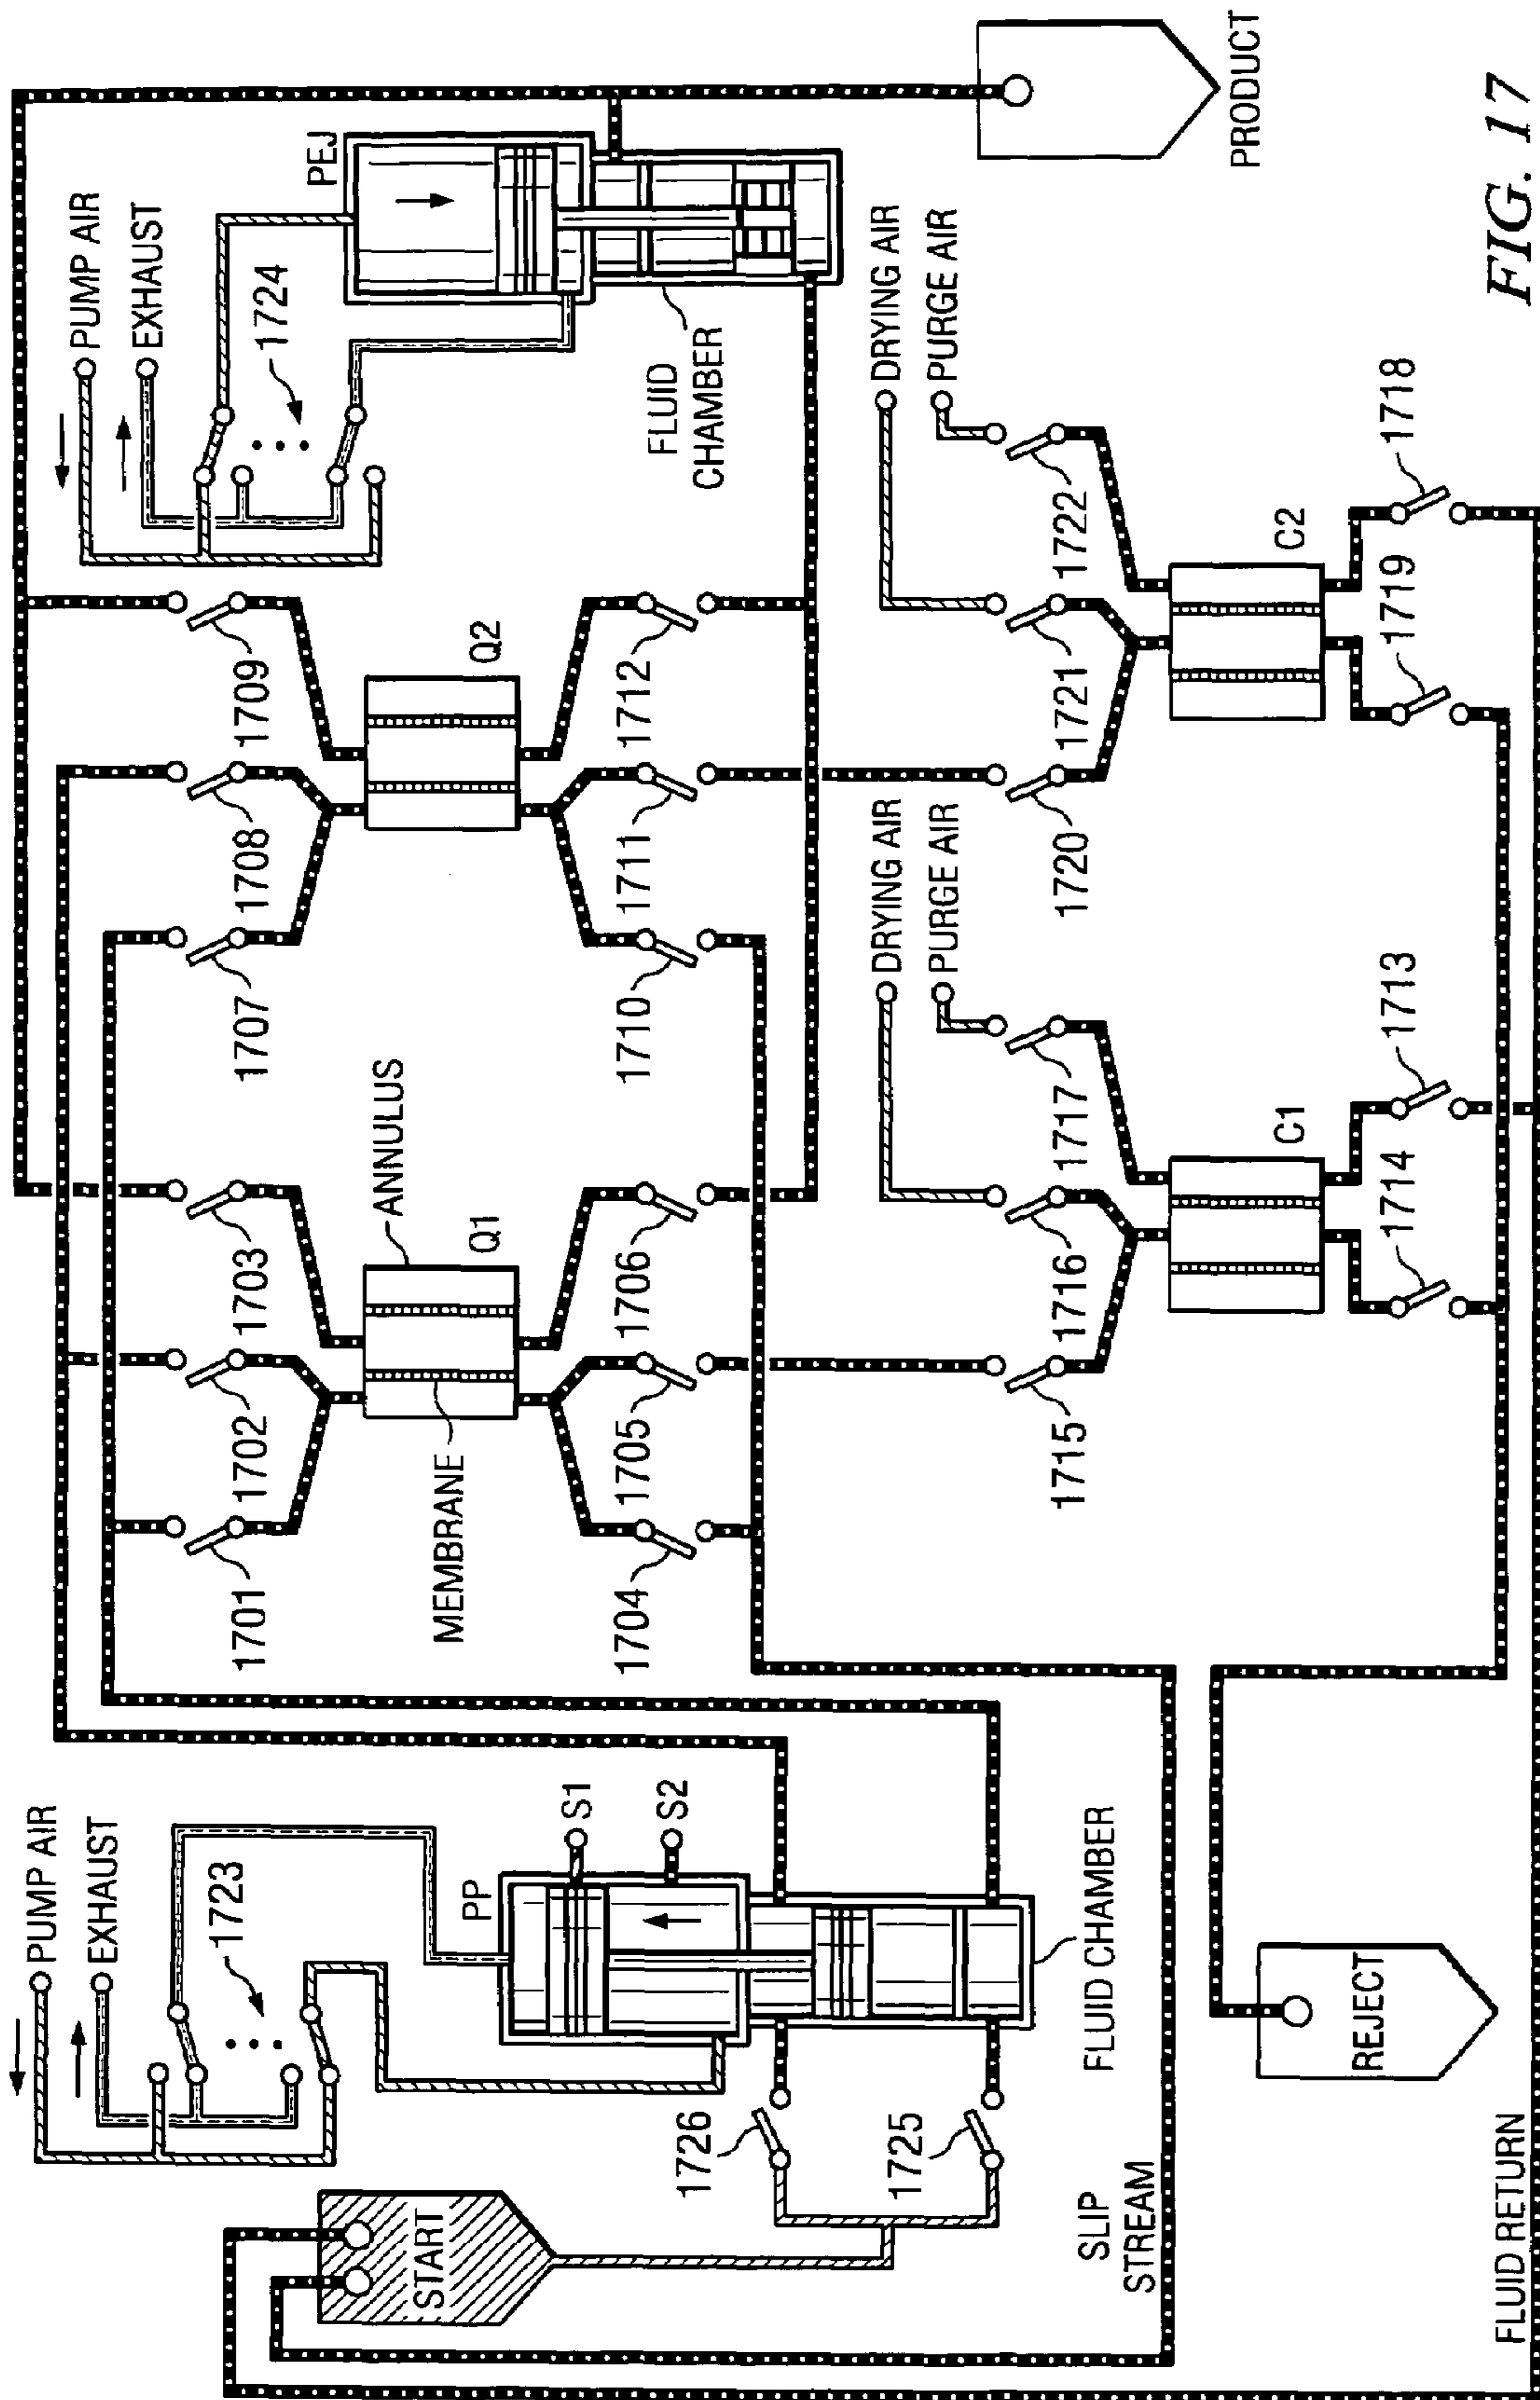 PUMP AIR
EXHAUST
1723
START
PP
S1
S2
1726
1725
FLUID CHAMBER
SLIP
STREAM
REJECT
FLUID RETURN
1701
1702
1703
MEMBRANE
ANNULUS
Q1
1704
1705
1706
1707
1708
1709
Q2
1710
1711
1712
PUMP AIR
EXHAUST
1724
PEJ
FLUID
CHAMBER
PRODUCT
DRYING AIR
PURGE AIR
1715
1716
1717
C1
1714
1713
DRYING AIR
PURGE AIR
1720
1721
1722
C2
1719
1718
FIG. 17